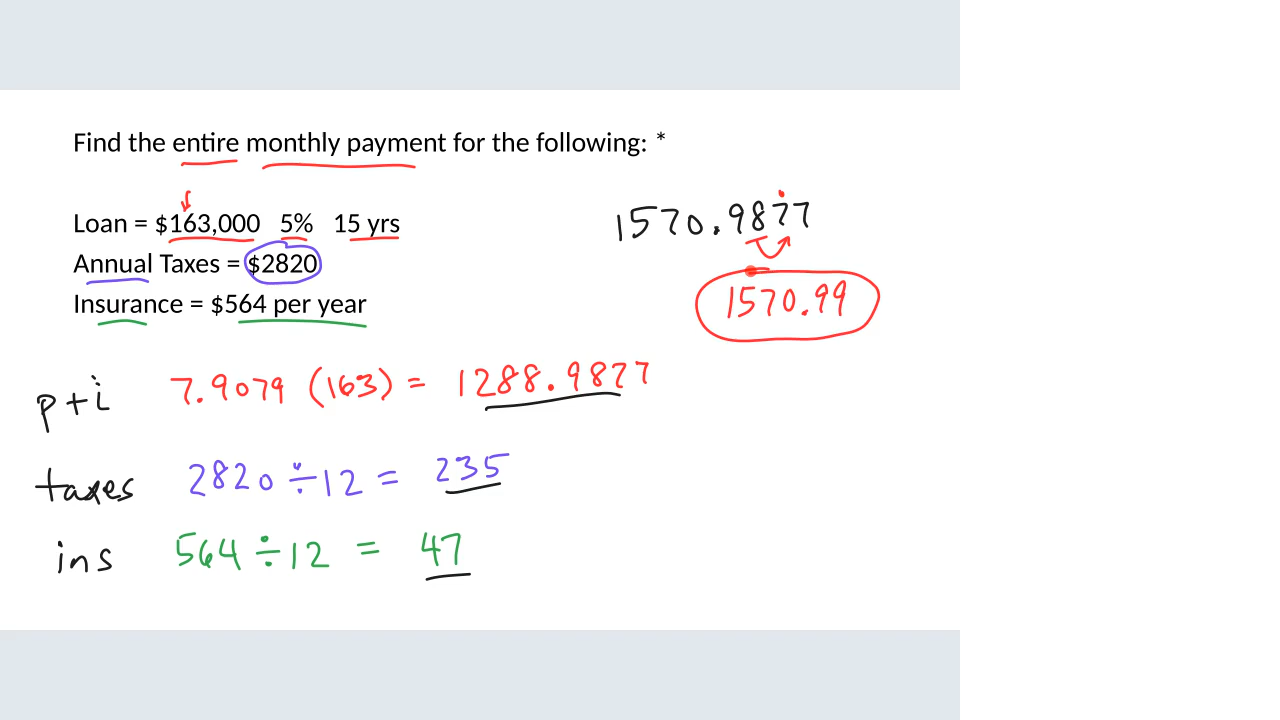 Find the entire monthly payment for the following: *
Loan = $163,000 5% 15 yrs
Annual Taxes = $2820
Insurance = $564 per year
1570.9877
1570.99
p+i 7.9079 (163) = 1288.9877
taxes 2820 ÷ 12 = 235
ins 564 ÷ 12 = 47